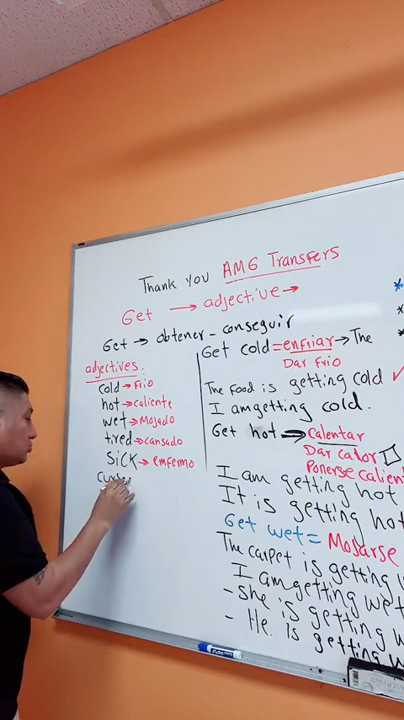 Thank you AMG Transfers
Get → adjective →
Get → obtener - conseguir
adjectives:
cold → Frio
hot → caliente
wet → Mojado
tired → cansado
SiCK → emfermo
Get cold = enfriar → The
Dar Frio
The Food is getting cold ✓
I am getting cold.
Get hot → Calentar
Dar calor
Ponerse calien
I am getting hot
It is getting hot
Get wet = Mojarse
The carpet is getting
I am getting wet
- She is getting w
- He. Is getting w